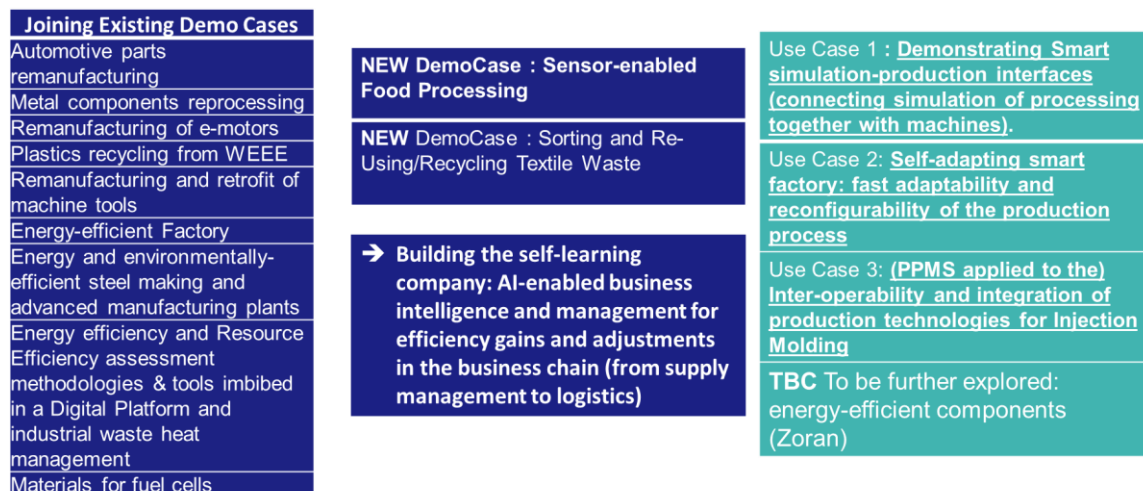 Joining Existing Demo Cases
Automotive parts
remanufacturing
Metal components reprocessing
Remanufacturing of e-motors
Plastics recycling from WEEE
Remanufacturing and retrofit of
machine tools
Energy-efficient Factory
Energy and environmentally-
efficient steel making and
advanced manufacturing plants
Energy efficiency and Resource
Efficiency assessment
methodologies & tools imbibed
in a Digital Platform and
industrial waste heat
management
Materials for fuel cells
NEW DemoCase : Sensor-enabled
Food Processing
NEW DemoCase : Sorting and Re-
Using/Recycling Textile Waste
➔ Building the self-learning
company: AI-enabled business
intelligence and management for
efficiency gains and adjustments
in the business chain (from supply
management to logistics)
Use Case 1 : Demonstrating Smart
simulation-production interfaces
(connecting simulation of processing
together with machines).
Use Case 2: Self-adapting smart
factory: fast adaptability and
reconfigurability of the production
process
Use Case 3: (PPMS applied to the)
Inter-operability and integration of
production technologies for Injection
Molding
TBC To be further explored:
energy-efficient components
(Zoran)